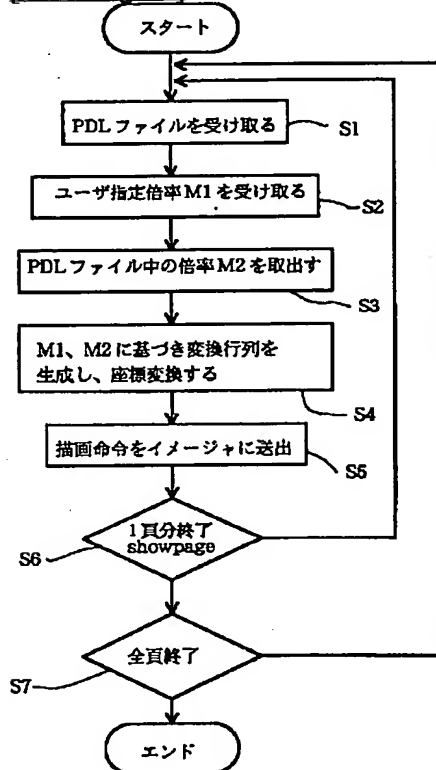 スタート
PDLファイルを受け取る
S1
ユーザ指定倍率M1を受け取る
S2
PDLファイル中の倍率M2を取出す
S3
M1、M2に基づき変換行列を
生成し、座標変換する
S4
描画命令をイメージャに送出
S5
1頁分終了
showpage
S6
全頁終了
S7
エンド